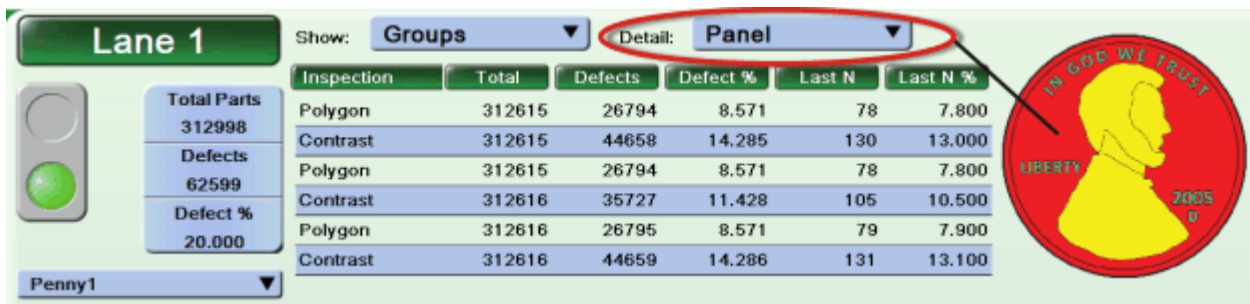 Lane 1
Show: Groups Detail: Panel
Inspection Total Defects Defect % Last N Last N %
Polygon 312615 26794 8.571 78 7.800
Contrast 312615 44658 14.285 130 13.000
Polygon 312615 26794 8.571 78 7.800
Contrast 312616 35727 11.428 105 10.500
Polygon 312616 26795 8.571 79 7.900
Contrast 312616 44659 14.286 131 13.100
Total Parts
312998
Defects
62599
Defect %
20.000
Penny1
IN GOD WE TRUST
LIBERTY
2005
D